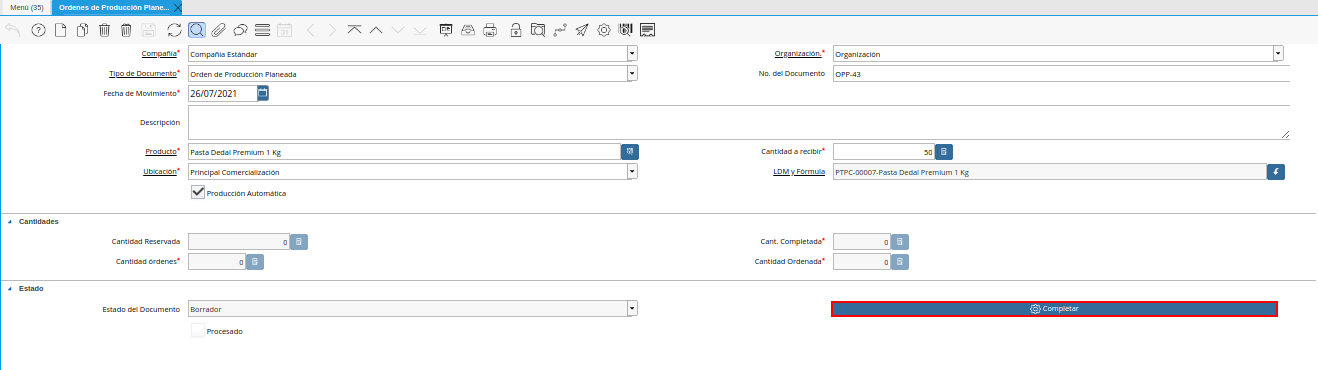 Menú (35) Ordenes de Producción Plane...
Compañía* Compañía Estándar Organización.* Organización
Tipo de Documento* Orden de Producción Planeada No. del Documento OPP-43
Fecha de Movimiento* 26/07/2021
Descripción
Producto* Pasta Dedal Premium 1 Kg Cantidad a recibir* 50
Ubicación* Principal Comercialización LDM y Fórmula PTPC-00007-Pasta Dedal Premium 1 Kg
Producción Automática
Cantidades
Cantidad Reservada 0 Cant. Completada* 0
Cantidad órdenes* 0 Cantidad Ordenada* 0
Estado
Estado del Documento Borrador Completar
Procesado